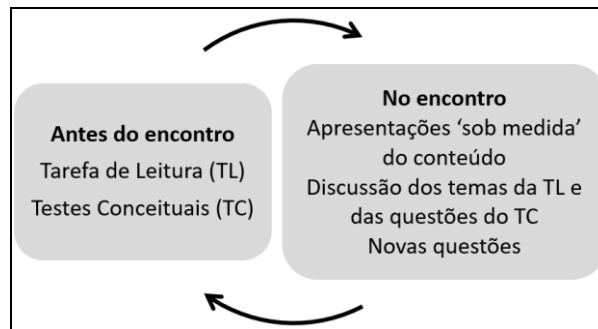 Antes do encontro
Tarefa de Leitura (TL)
Testes Conceituais (TC)
No encontro
Apresentações ‘sob medida’
do conteúdo
Discussão dos temas da TL e
das questões do TC
Novas questões